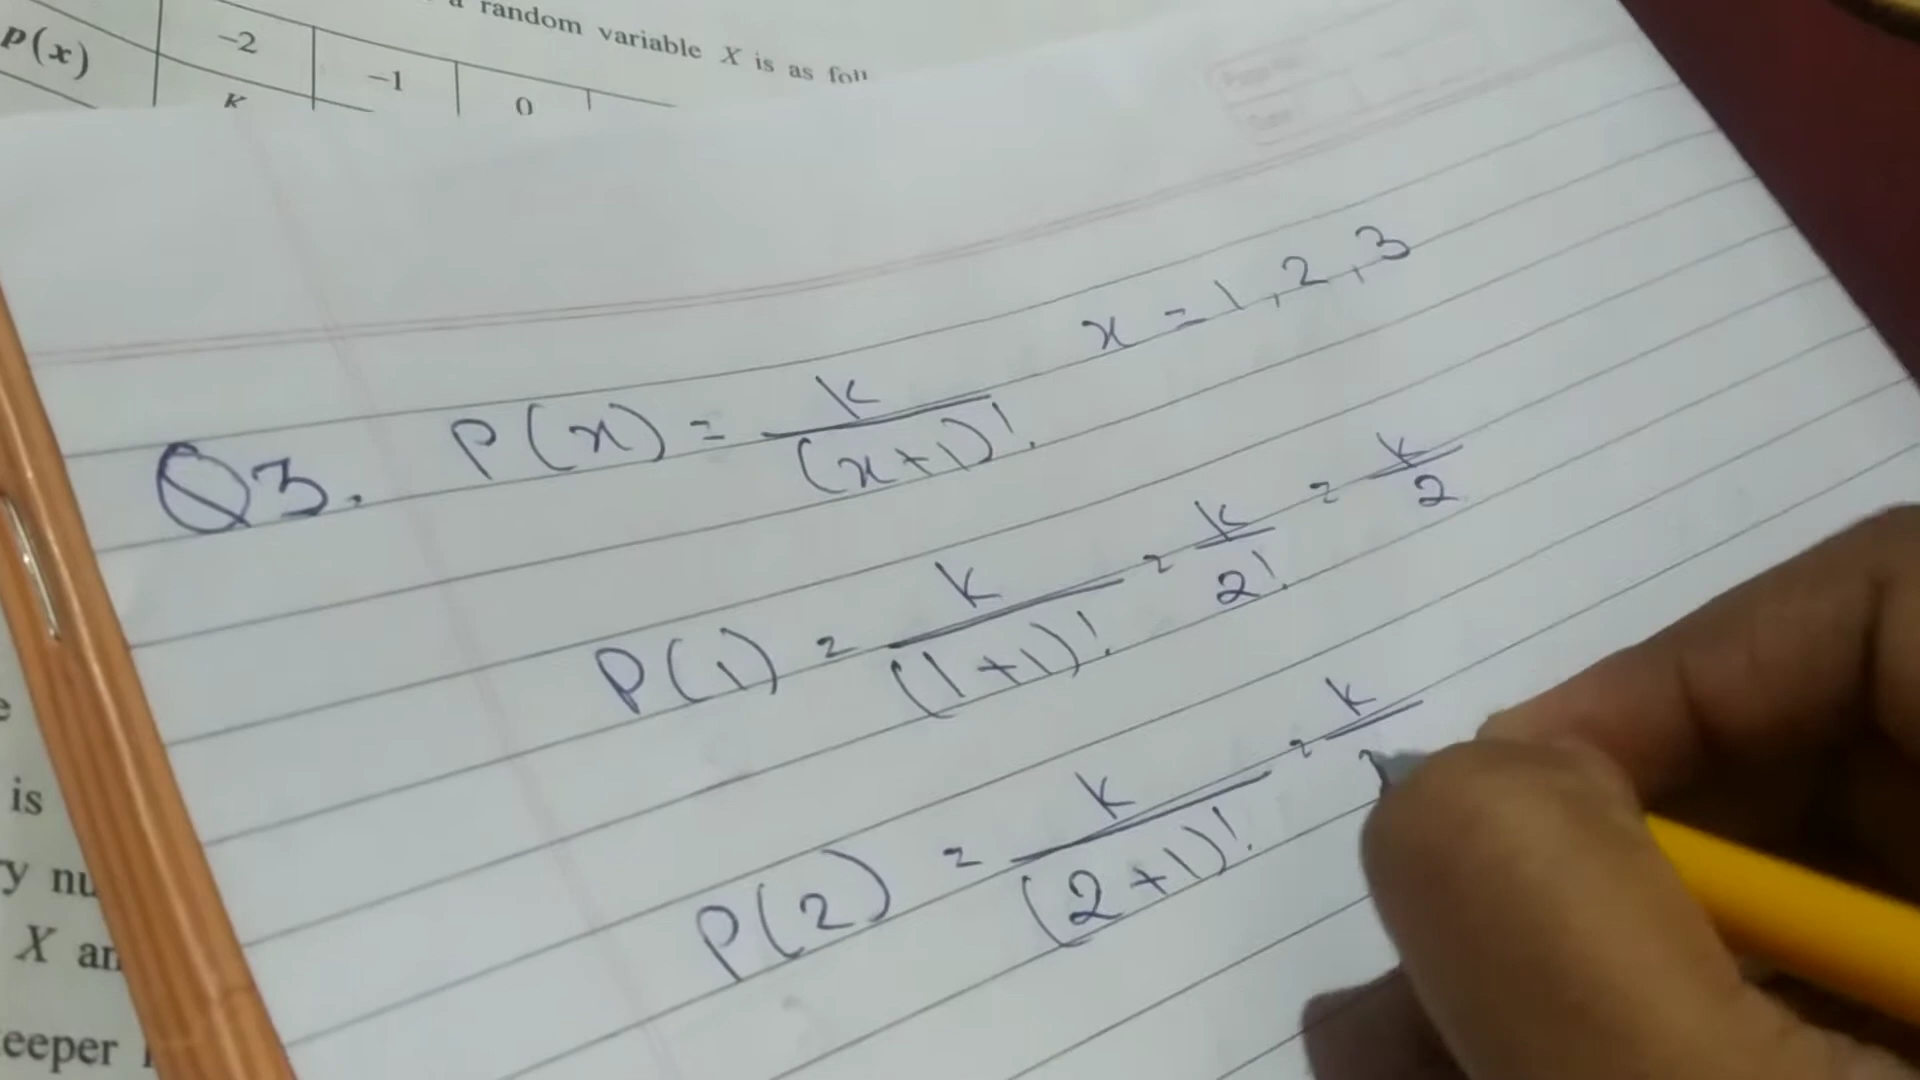 random variable X is as foll
p(x) -2 -1 0
K
x = 1, 2, 3
Q3. P(x) = k/(x+1)!
P(1) = k/(1+1)! = k/2! = k/2
P(2) = k/(2+1)! = k/
is
y nu
X an
eeper